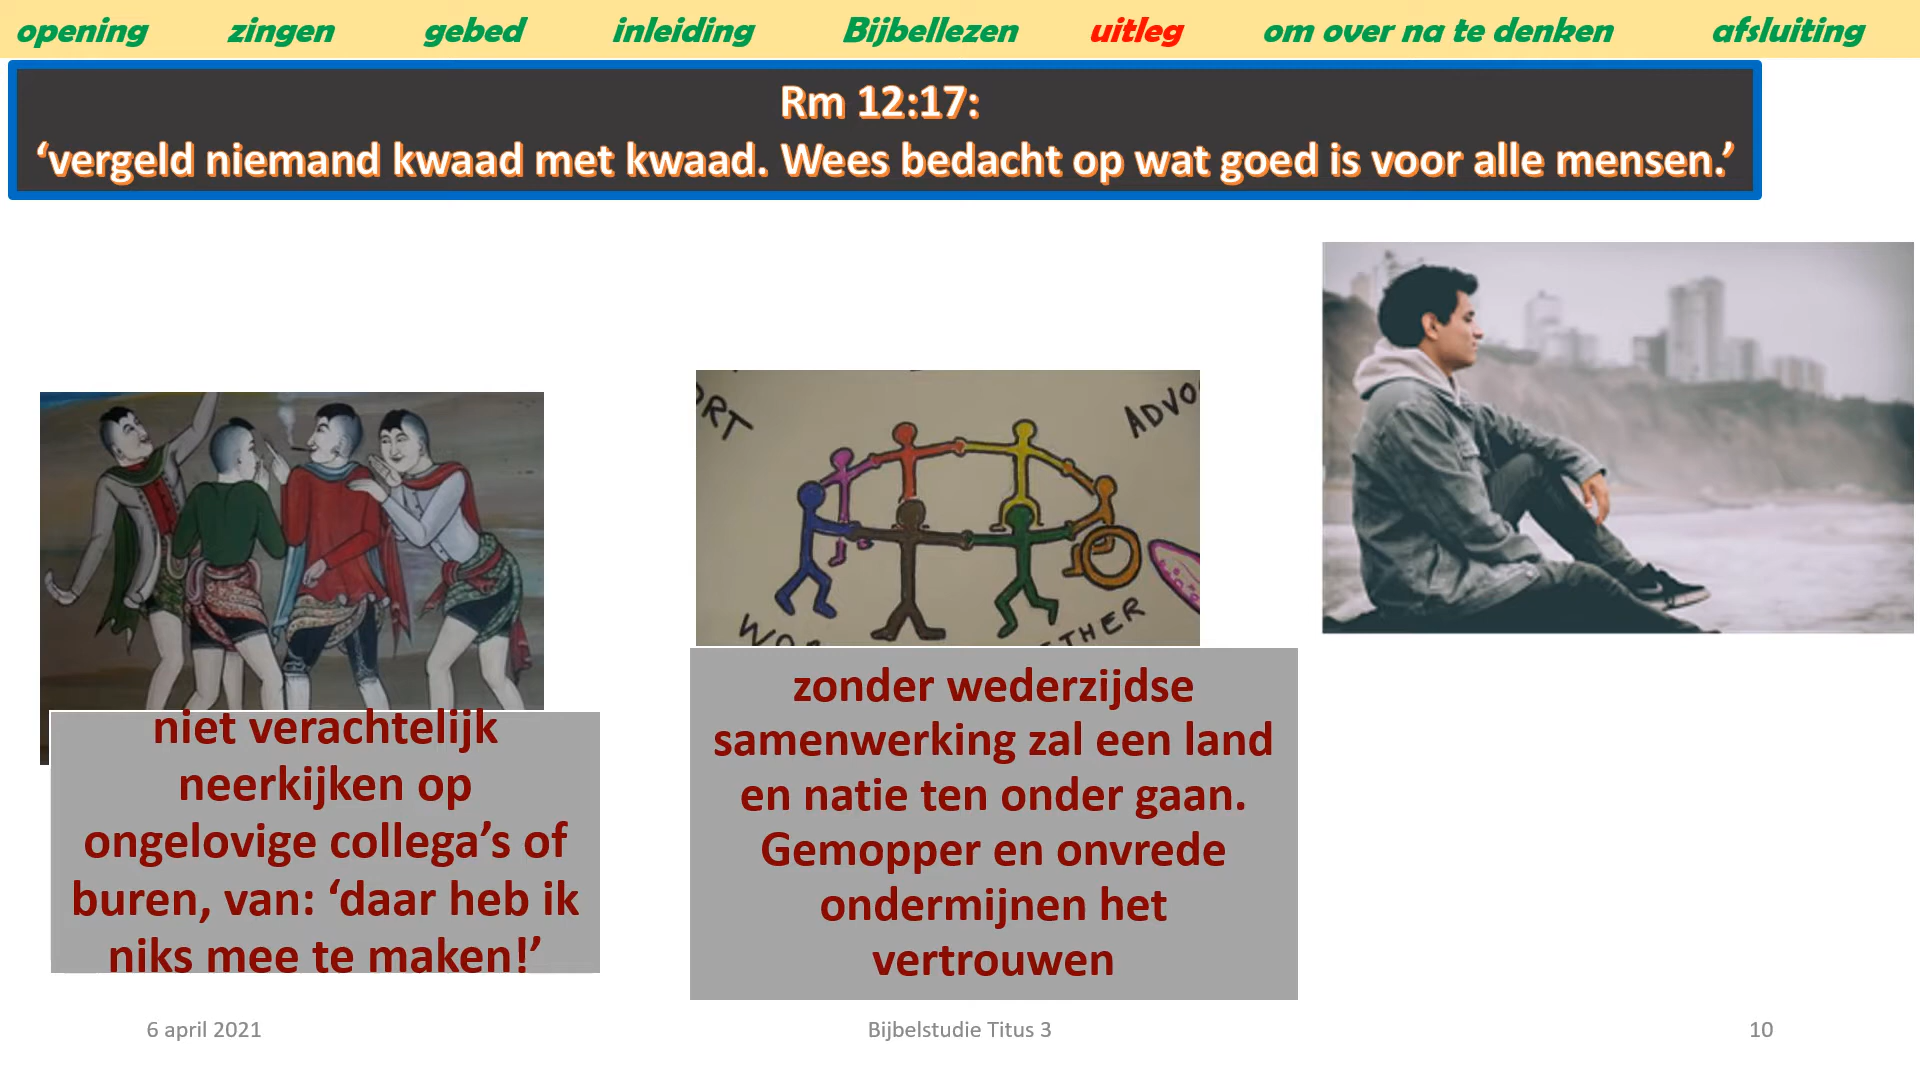 opening zingen gebed inleiding Bijbellezen uitleg om over na te denken afsluiting
Rm 12:17:
‘vergeld niemand kwaad met kwaad. Wees bedacht op wat goed is voor alle mensen.’
niet verachtelijk
neerkijken op
ongelovige collega’s of
buren, van: ‘daar heb ik
niks mee te maken!’
zonder wederzijdse
samenwerking zal een land
en natie ten onder gaan.
Gemopper en onvrede
ondermijnen het
vertrouwen
6 april 2021
Bijbelstudie Titus 3
10